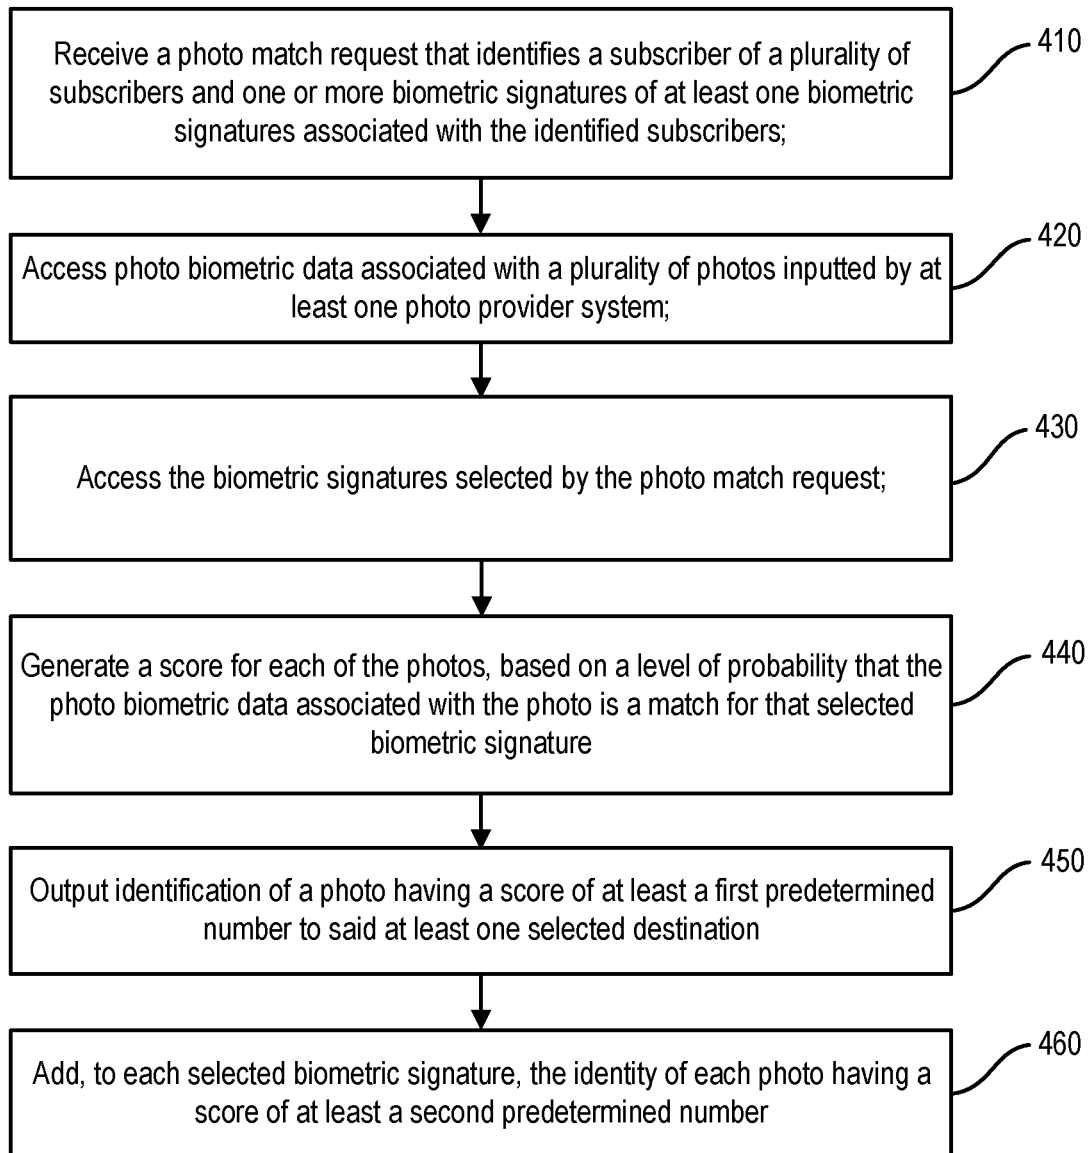 Receive a photo match request that identifies a subscriber of a plurality of
subscribers and one or more biometric signatures of at least one biometric
signatures associated with the identified subscribers;
410
Access photo biometric data associated with a plurality of photos inputted by at
least one photo provider system;
420
Access the biometric signatures selected by the photo match request;
430
Generate a score for each of the photos, based on a level of probability that the
photo biometric data associated with the photo is a match for that selected
biometric signature
440
Output identification of a photo having a score of at least a first predetermined
number to said at least one selected destination
450
Add, to each selected biometric signature, the identity of each photo having a
score of at least a second predetermined number
460